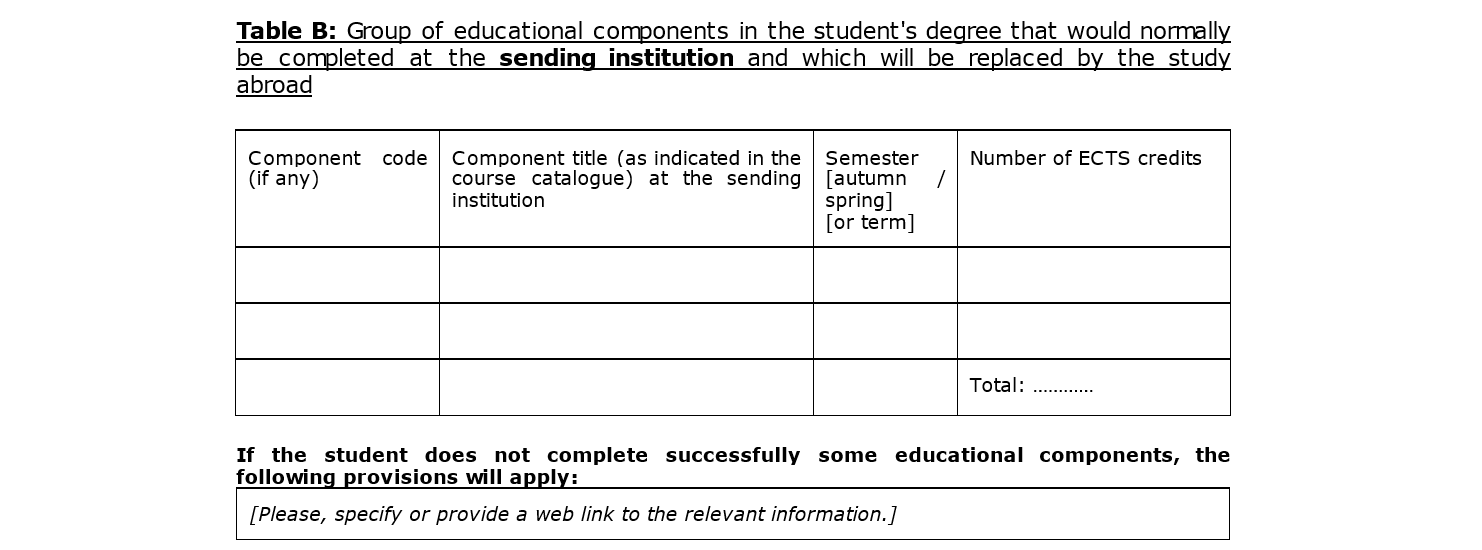 Table B: Group of educational components in the student's degree that would normally
be completed at the sending institution and which will be replaced by the study
abroad
Component code
(if any)
Component title (as indicated in the
course catalogue) at the sending
institution
Semester
[autumn /
spring]
[or term]
Number of ECTS credits
Total: …………
If the student does not complete successfully some educational components, the
following provisions will apply:
[Please, specify or provide a web link to the relevant information.]